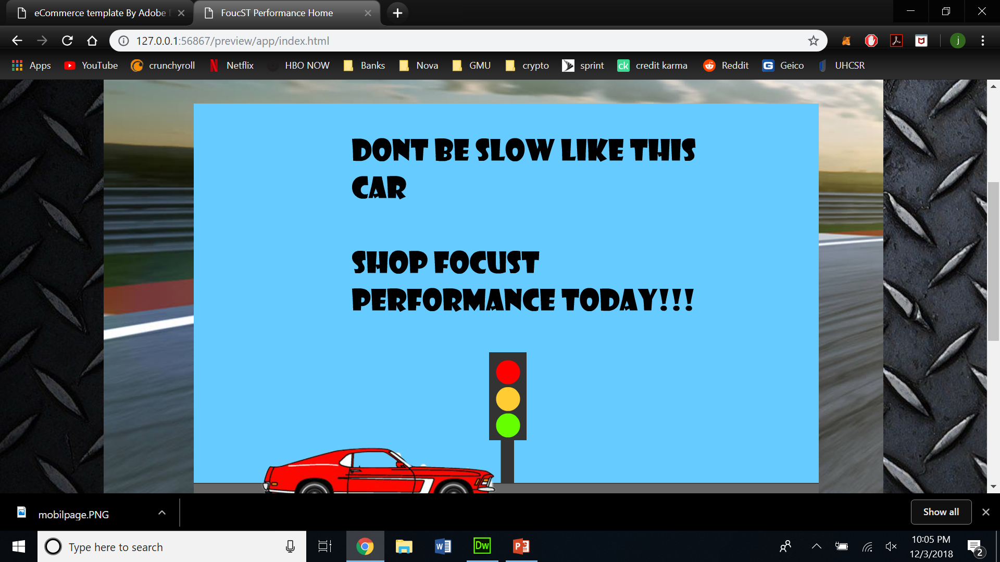 eCommerce template By Adobe
FoucST Performance Home
127.0.0.1:56867/preview/app/index.html
j
Apps YouTube crunchyroll Netflix HBO NOW Banks Nova GMU crypto sprint ck credit karma Reddit G Geico UHCSR
DONT BE SLOW LIKE THIS
CAR
SHOP FOCUST
PERFORMANCE TODAY!!!
mobilpage.PNG
Show all
Type here to search
W
Dw
P
10:05 PM
12/3/2018
2